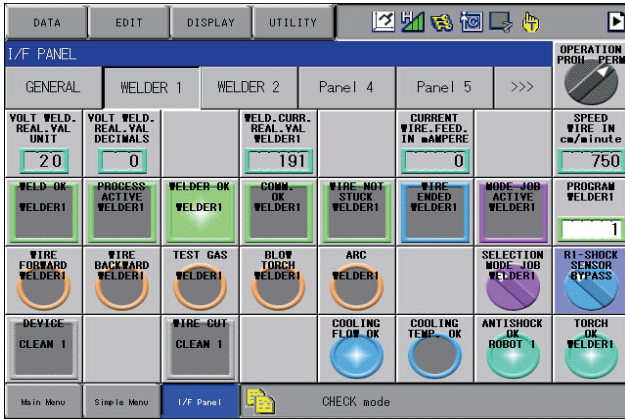 DATA
EDIT
DISPLAY
UTILITY
I/F PANEL
OPERATION
PROH PERM
GENERAL
WELDER 1
WELDER 2
Panel 4
Panel 5
>>>
VOLT WELD.
REAL.VAL
UNIT
20
VOLT WELD.
REAL.VAL
DECIMALS
0
WELD.CURR.
REAL.VAL
WELDER1
191
CURRENT
WIRE.FEED.
IN mAMPERE
0
SPEED
WIRE IN
cm/minute
750
WELD OK
WELDER1
PROCESS
ACTIVE
WELDER1
WELDER OK
WELDER1
COMM.
OK
WELDER1
WIRE NOT
STUCK
WELDER1
WIRE
ENDED
WELDER1
MODE JOB
ACTIVE
WELDER1
PROGRAM
WELDER1
1
WIRE
FORWARD
WELDER1
WIRE
BACKWARD
WELDER1
TEST GAS
WELDER1
BLOW
TORCH
WELDER1
ARC
WELDER1
SELECTION
MODE JOB
WELDER1
R1-SHOCK
SENSOR
BYPASS
DEVICE
CLEAN 1
WIRE CUT
CLEAN 1
COOLING
FLOW OK
COOLING
TEMP. OK
ANTISHOCK
OK
ROBOT 1
TORCH
OK
WELDER1
Main Menu
Simple Menu
I/F Panel
CHECK mode